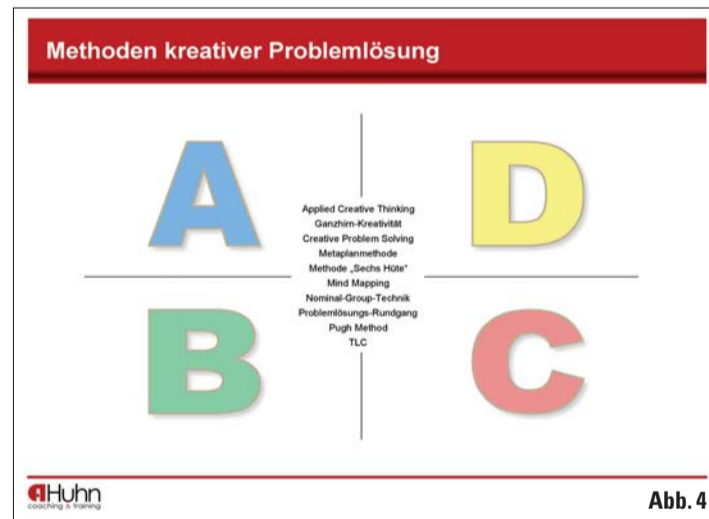 Methoden kreativer Problemlösung
A
D
Applied Creative Thinking
Ganzhirn-Kreativität
Creative Problem Solving
Metaplanmethode
Methode „Sechs Hüte"
Mind Mapping
Nominal-Group-Technik
Problemlösungs-Rundgang
Pugh Method
TLC
B
C
Huhn
coaching & training
Abb. 4